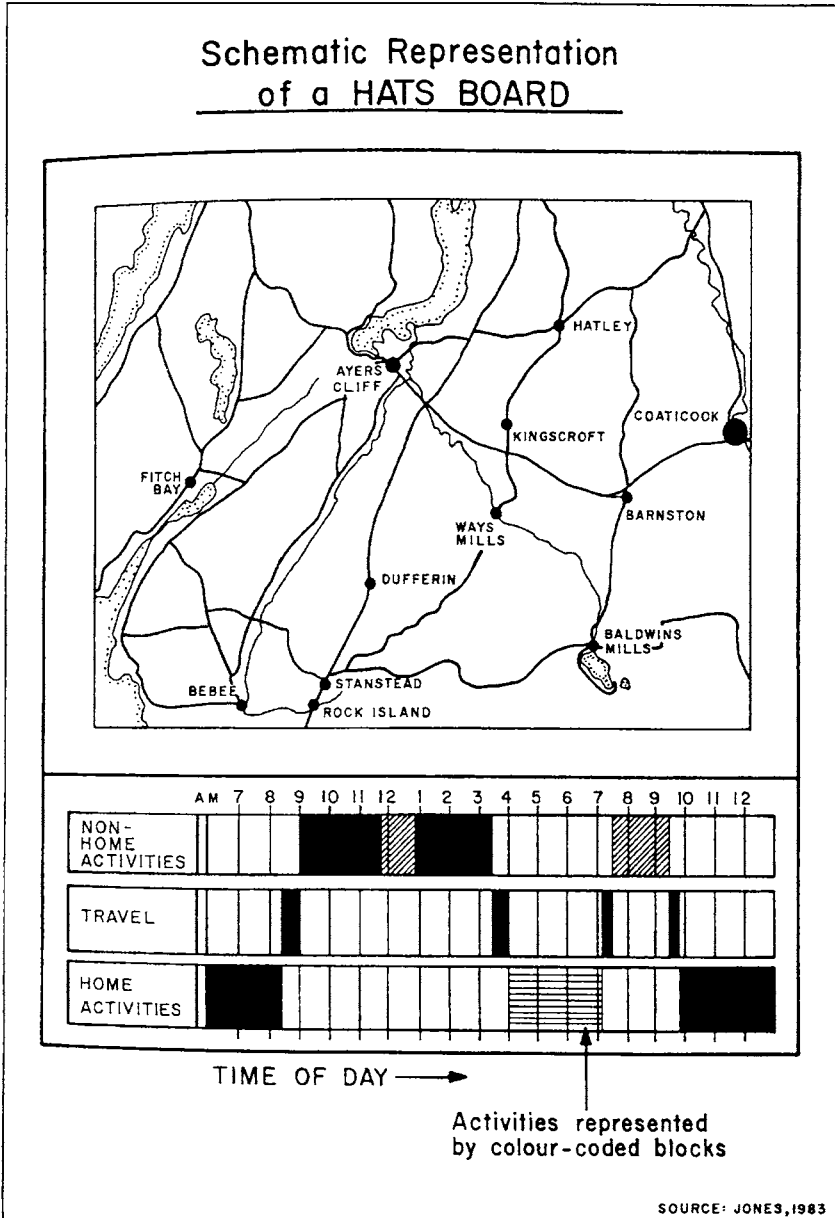 Schematic Representation
of a HATS BOARD
HATLEY
AYERS
CLIFF
COATICOOK
KINGSCROFT
FITCH
BAY
BARNSTON
WAYS
MILLS
DUFFERIN
BALDWINS
MILLS
STANSTEAD
BEBEE
ROCK ISLAND
AM 7 8 9 10 11 12 1 2 3 4 5 6 7 8 9 10 11 12
NON-
HOME
ACTIVITIES
TRAVEL
HOME
ACTIVITIES
TIME OF DAY
Activities represented
by colour-coded blocks
SOURCE: JONES, 1983